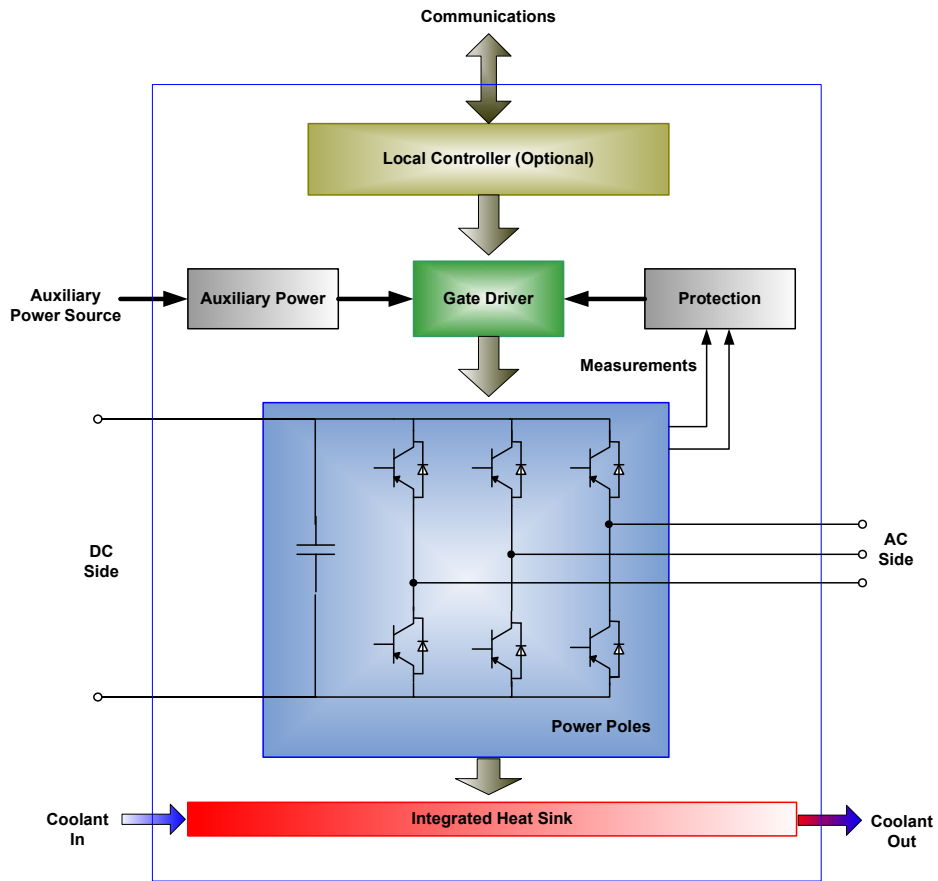 Communications
Local Controller (Optional)
Auxiliary
Power Source
Auxiliary Power
Gate Driver
Protection
Measurements
DC
Side
AC
Side
Power Poles
Coolant
In
Integrated Heat Sink
Coolant
Out